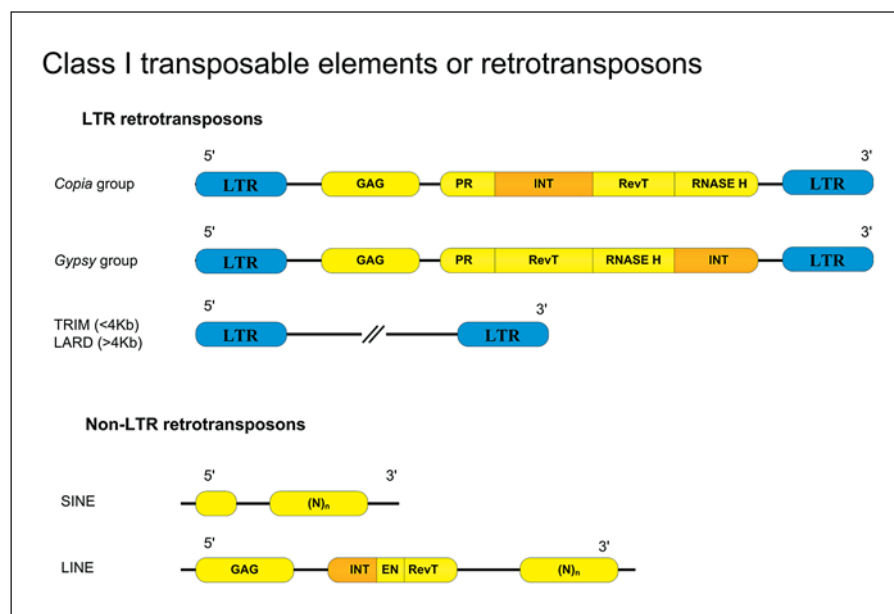 Class I transposable elements or retrotransposons
LTR retrotransposons
5' 3'
Copia group LTR GAG PR INT RevT RNASE H LTR
5' 3'
Gypsy group LTR GAG PR RevT RNASE H INT LTR
5' 3'
TRIM (<4Kb)
LARD (>4Kb) LTR LTR
Non-LTR retrotransposons
5' 3'
SINE (N)n
5' 3'
LINE GAG INT EN RevT (N)n